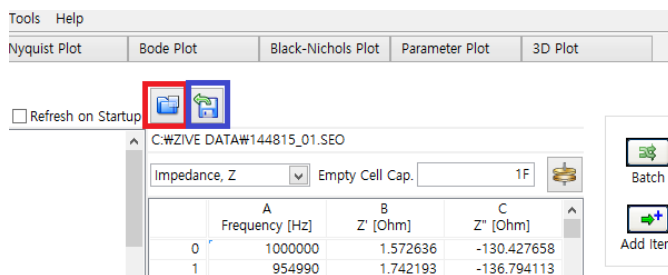 Tools Help
Nyquist Plot Bode Plot Black-Nichols Plot Parameter Plot 3D Plot
Refresh on Startup
C:₩ZIVE DATA₩144815_01.SEO
Impedance, Z Empty Cell Cap. 1F
Batch
A B C
Frequency [Hz] Z' [Ohm] Z" [Ohm]
0 1000000 1.572636 -130.427658
Add Iter
1 954990 1.742193 -136.794113